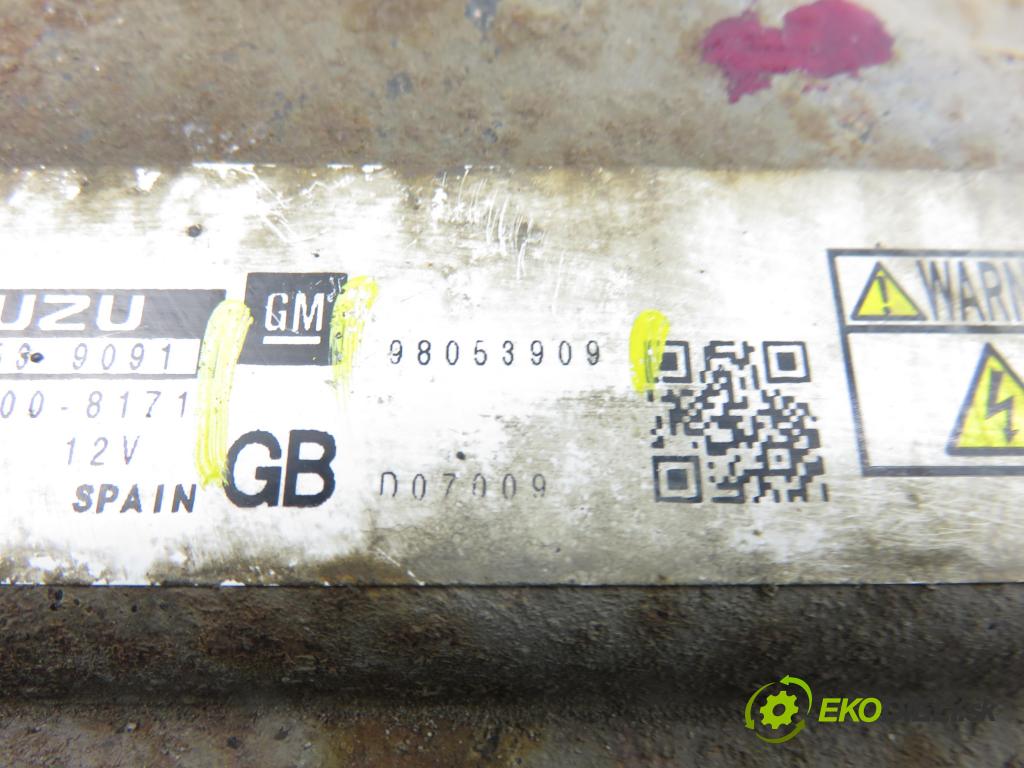 UZU
GM
9091
98053909
00-8171
12V
GB
SPAIN
D07009
WARN
EKO